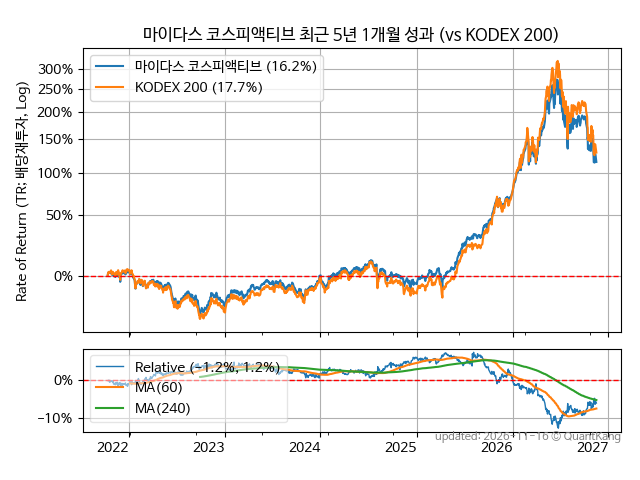 마이다스 코스피액티브 최근 5년 1개월 성과 (vs KODEX 200)
Rate of Return (TR: 배당재투자, Log)
마이다스 코스피액티브 (16.2%)
KODEX 200 (17.7%)
300%
250%
200%
150%
100%
50%
0%
Relative (-1.2%, 1.2%)
MA(60)
MA(240)
0%
-10%
2022 2023 2024 2025 2026 2027
updated: 2026-11-16 © QuantKang